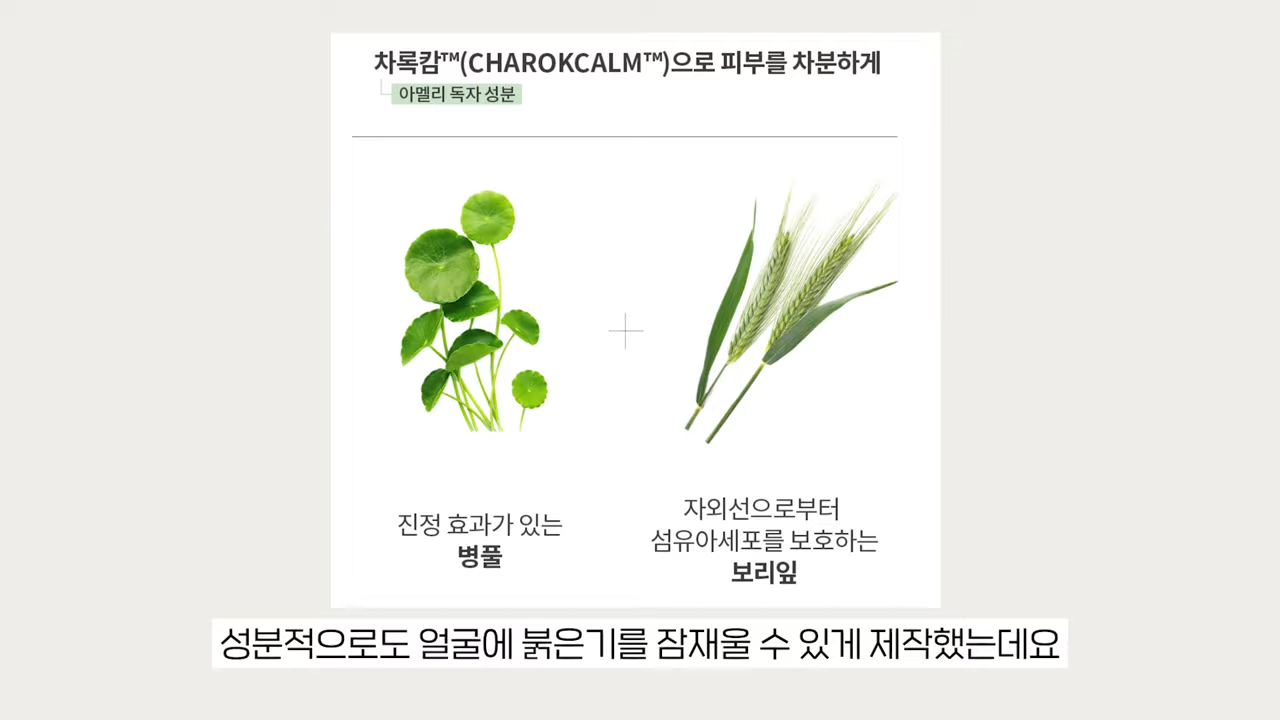 차록캄™(CHAROKCALM™)으로 피부를 차분하게
아멜리 독자 성분
진정 효과가 있는
병풀
자외선으로부터
섬유아세포를 보호하는
보리잎
성분적으로도 얼굴에 붉은기를 잠재울 수 있게 제작했는데요